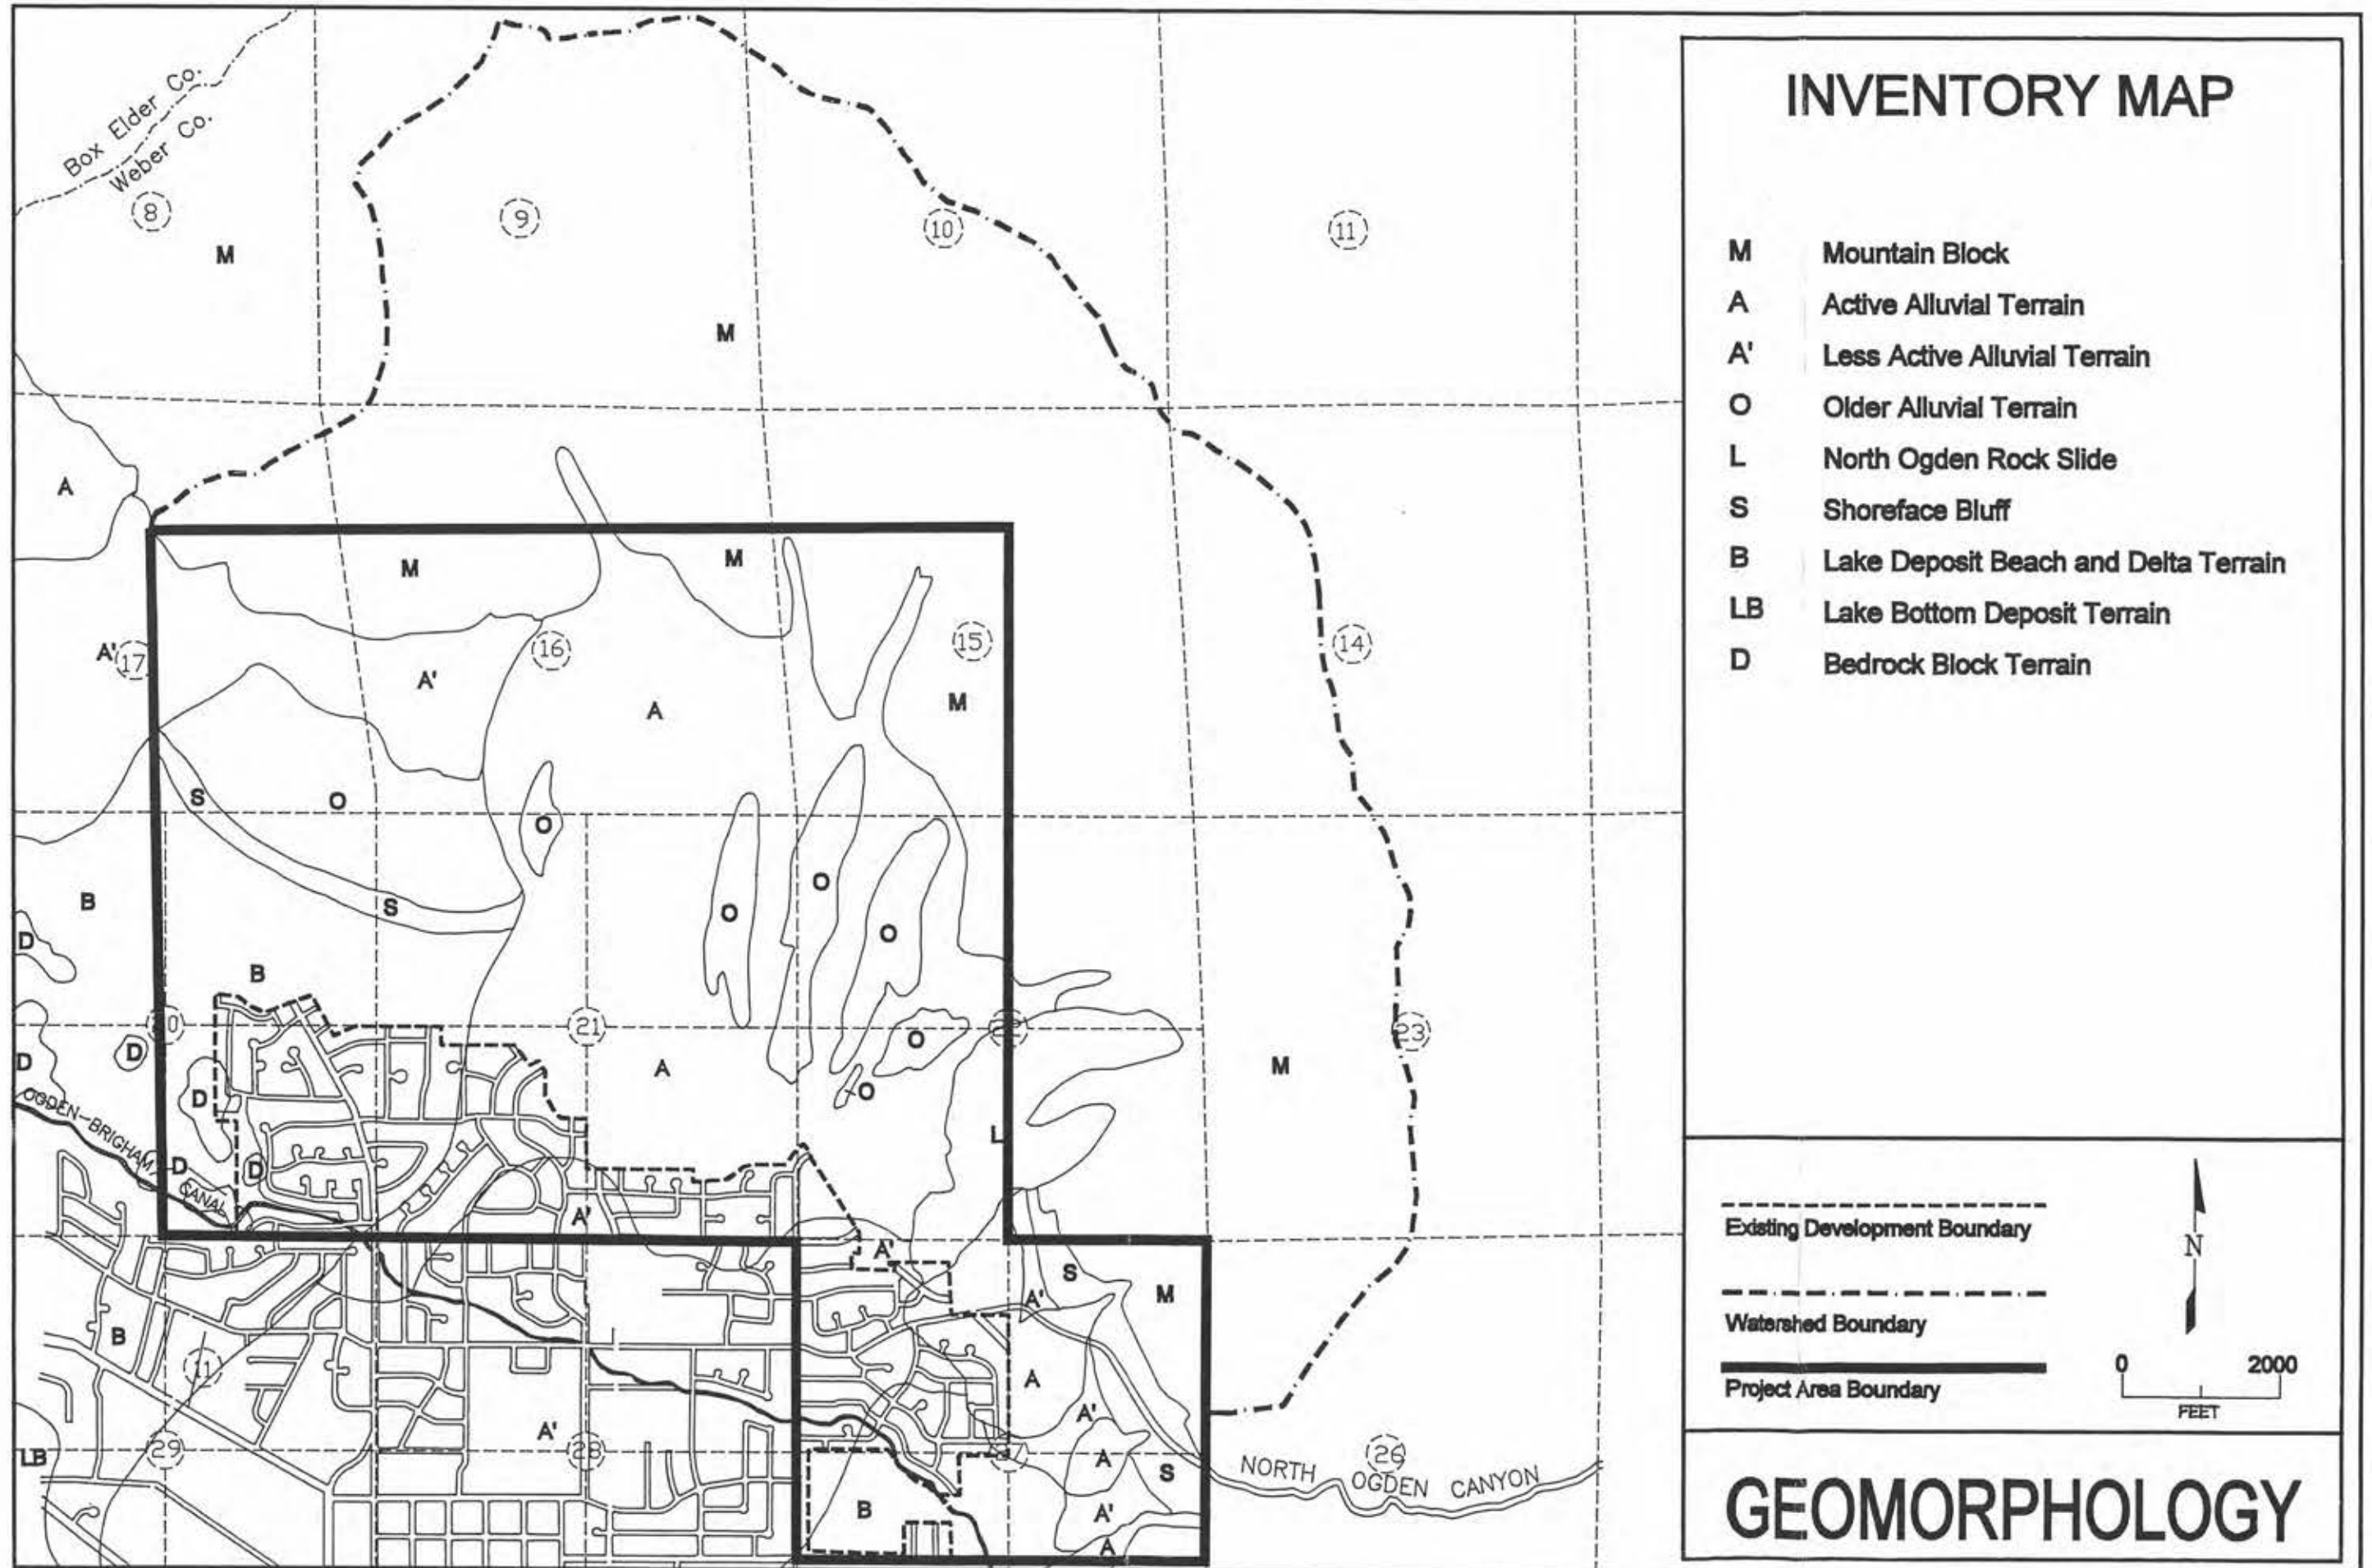 INVENTORY MAP
M Mountain Block
A Active Alluvial Terrain
A' Less Active Alluvial Terrain
O Older Alluvial Terrain
L North Ogden Rock Slide
S Shoreface Bluff
B Lake Deposit Beach and Delta Terrain
LB Lake Bottom Deposit Terrain
D Bedrock Block Terrain
Existing Development Boundary
Watershed Boundary
Project Area Boundary
N
0 2000
FEET
GEOMORPHOLOGY
Box Elder Co.
Weber Co.
8
9
10
11
M
M
A
M
M
A'
17
16
15
14
A'
A
M
S
O
O
B
S
O
O
O
D
B
20
21
O
23
D
D
A
M
D
O
OGDEN-BRIGHAM
CANAL
L
D
D
A'
A'
S
M
A'
B
11
A
A'
A'
29
28
26
LB
A
S
NORTH OGDEN CANYON
B
A'
A